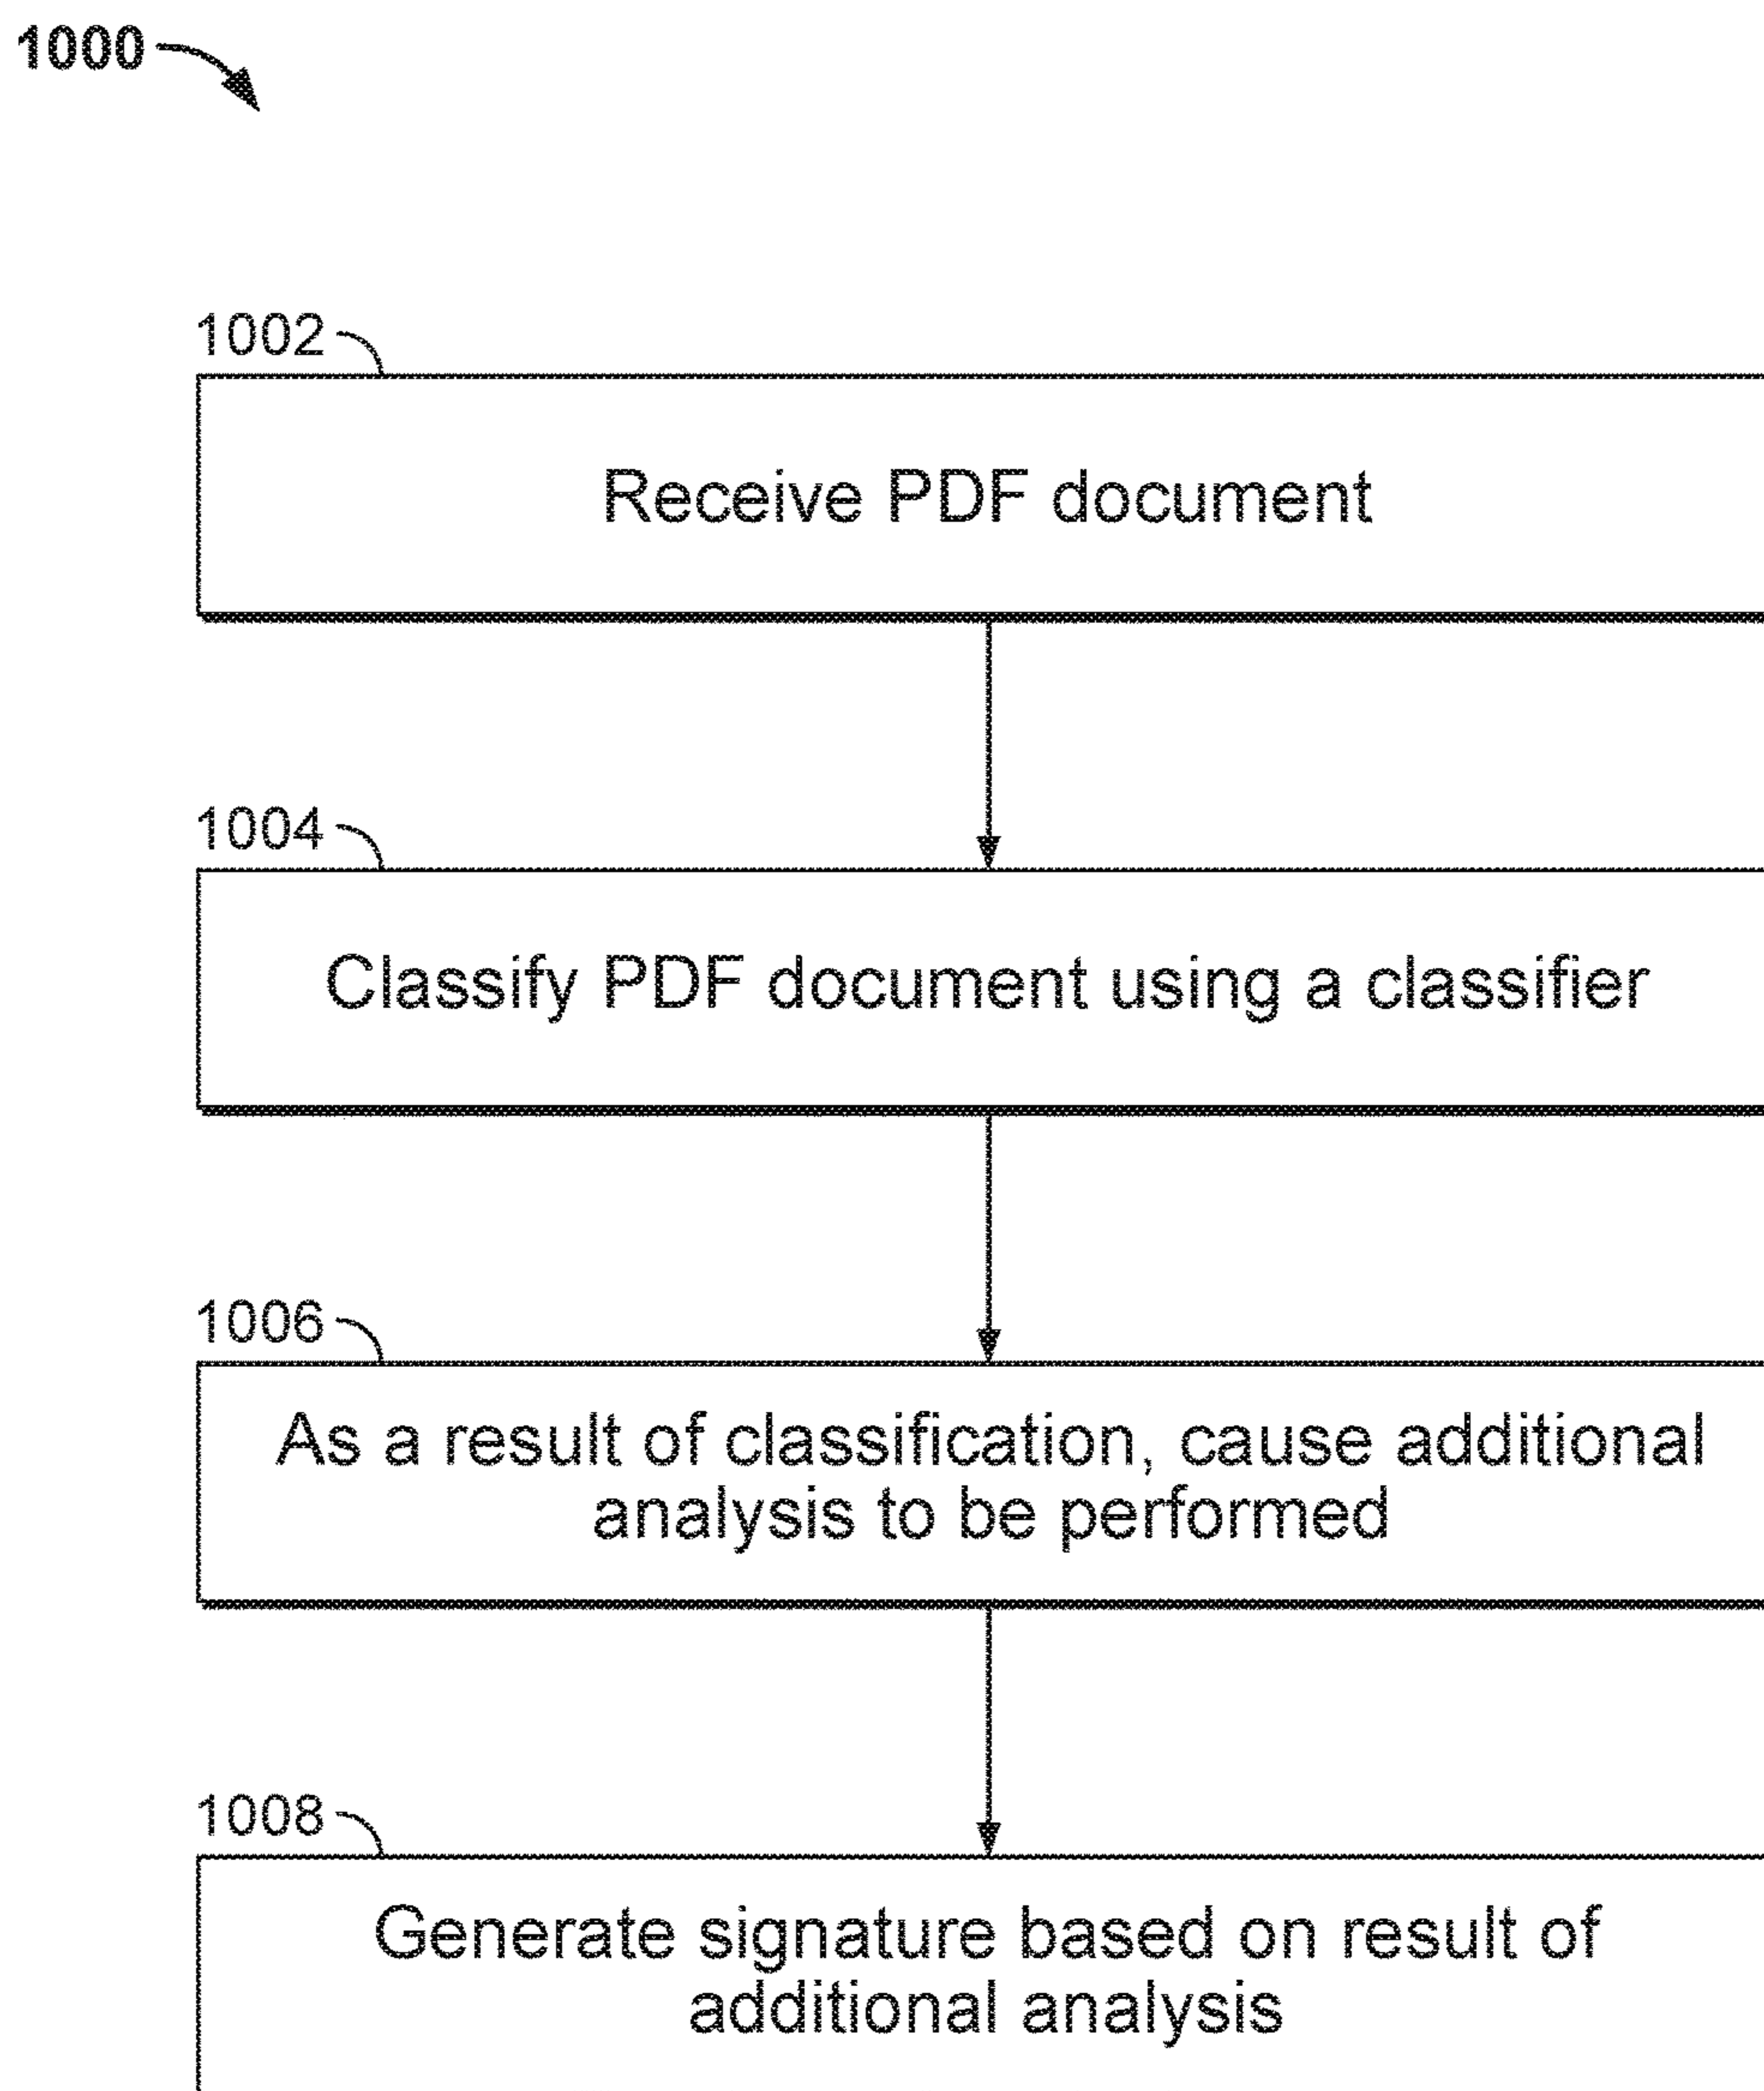 1000
1002
Receive PDF document
1004
Classify PDF document using a classifier
1006
As a result of classification, cause additional
analysis to be performed
1008
Generate signature based on result of
additional analysis